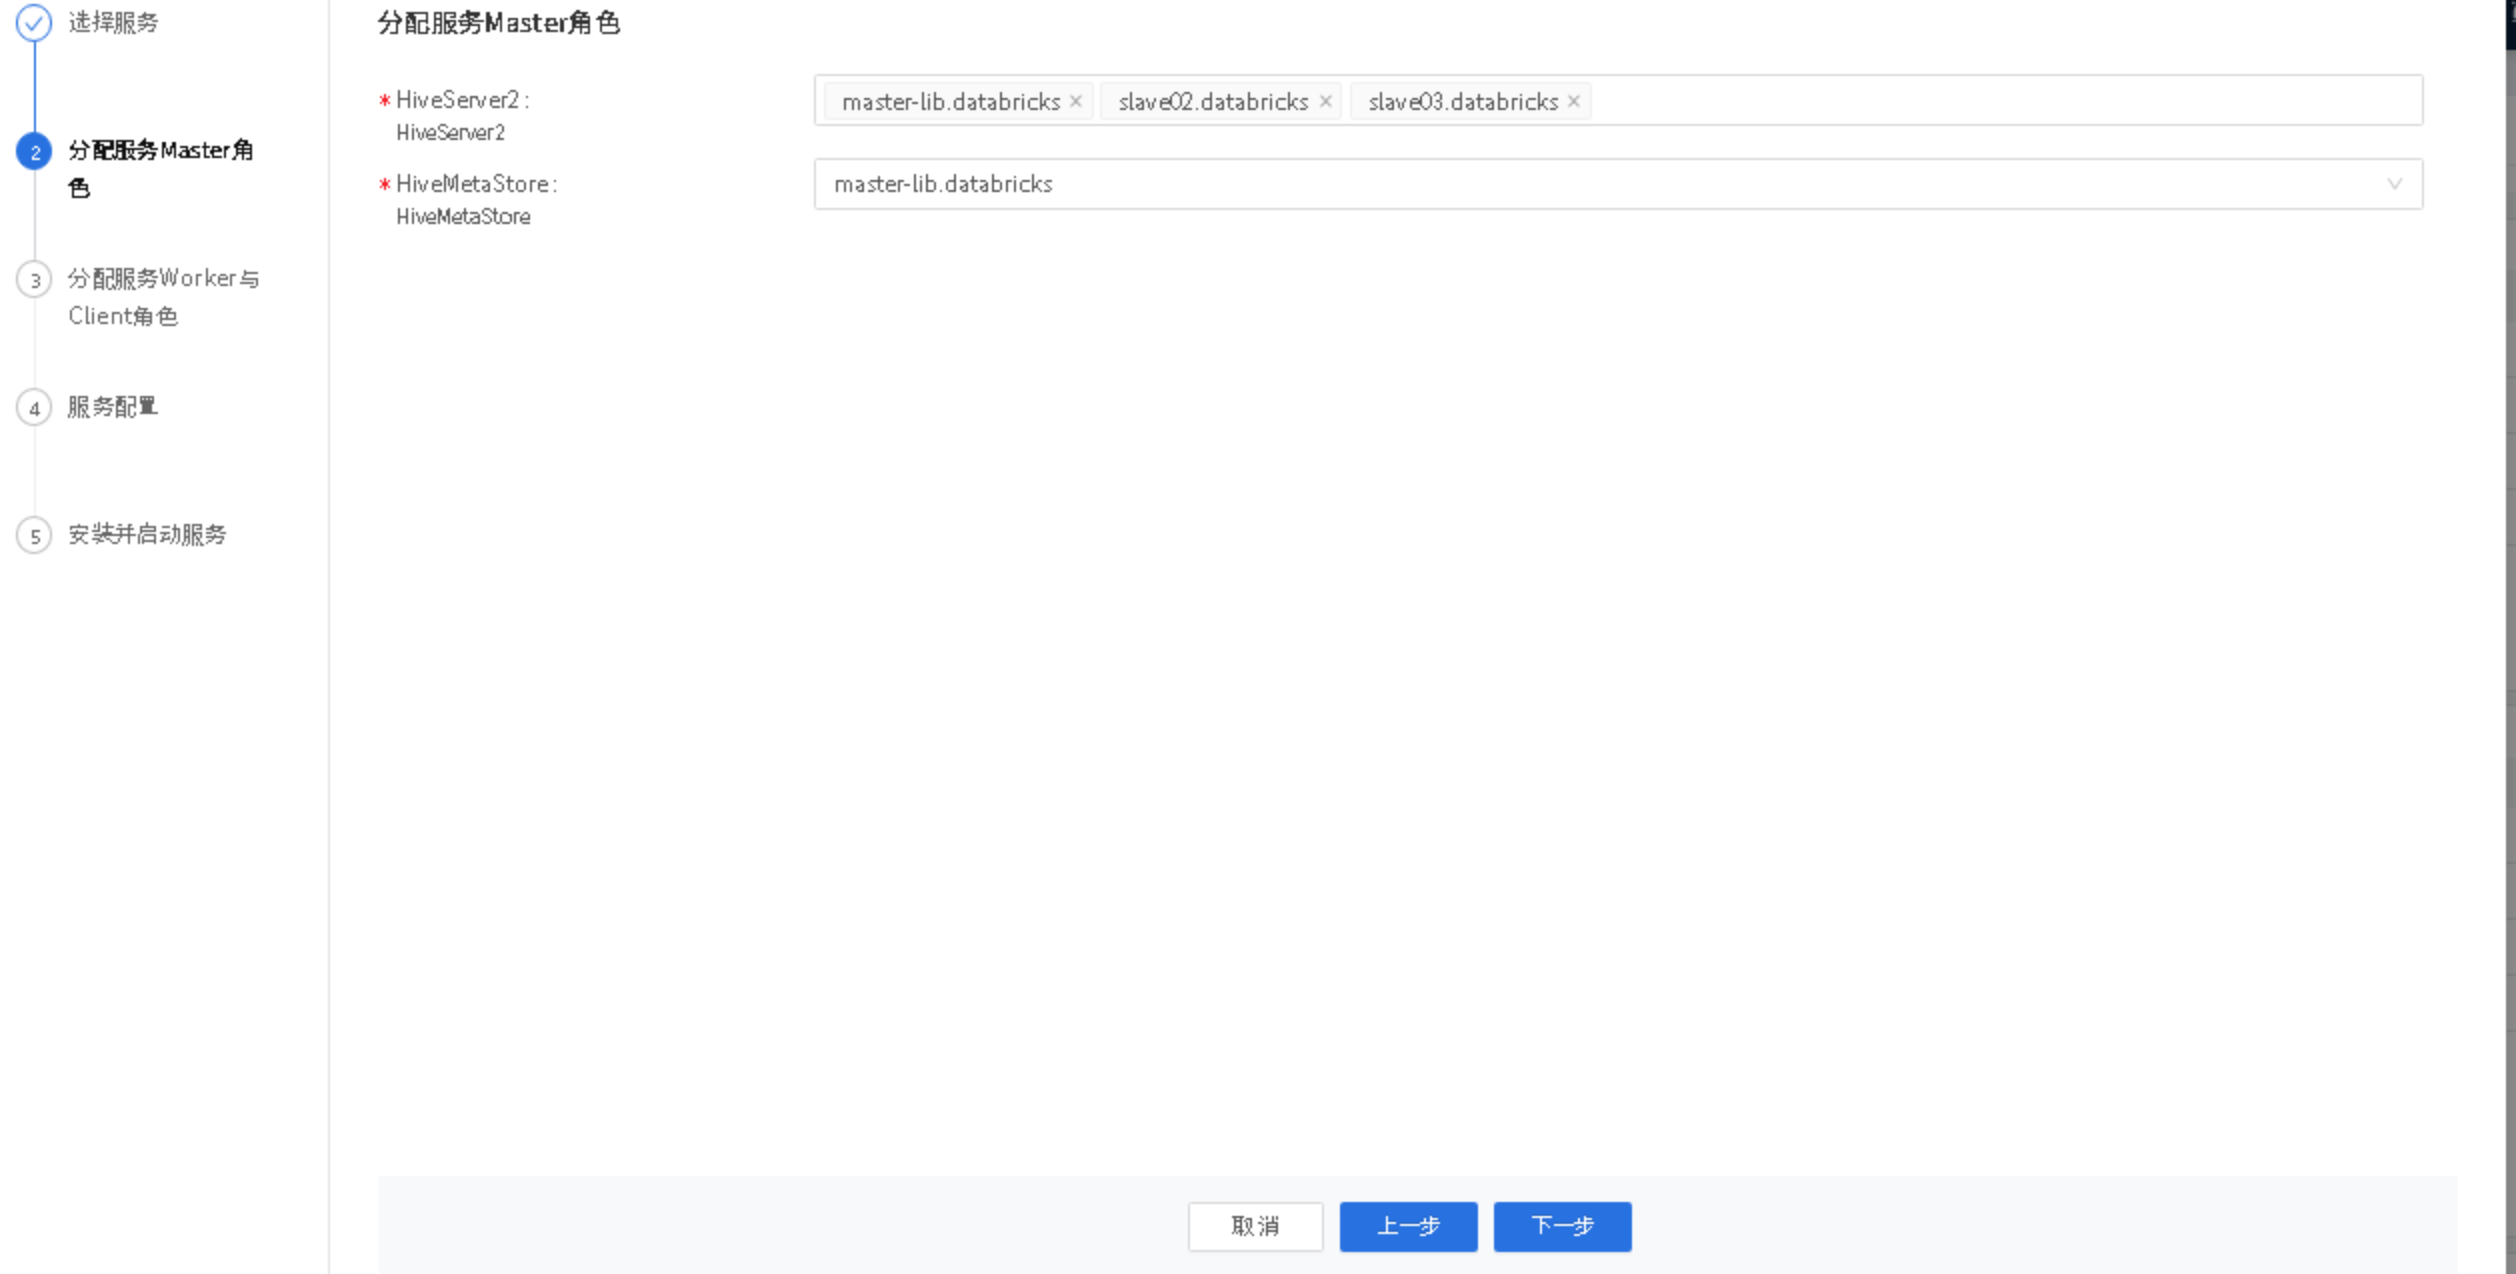 选择服务
2
分配服务Master角
色
3
分配服务Worker与
Client角色
4
服务配置
5
安装并启动服务
分配服务Master角色
* HiveServer2:
HiveServer2
master-lib.databricks × slave02.databricks × slave03.databricks ×
* HiveMetaStore:
HiveMetaStore
master-lib.databricks
取消 上一步 下一步